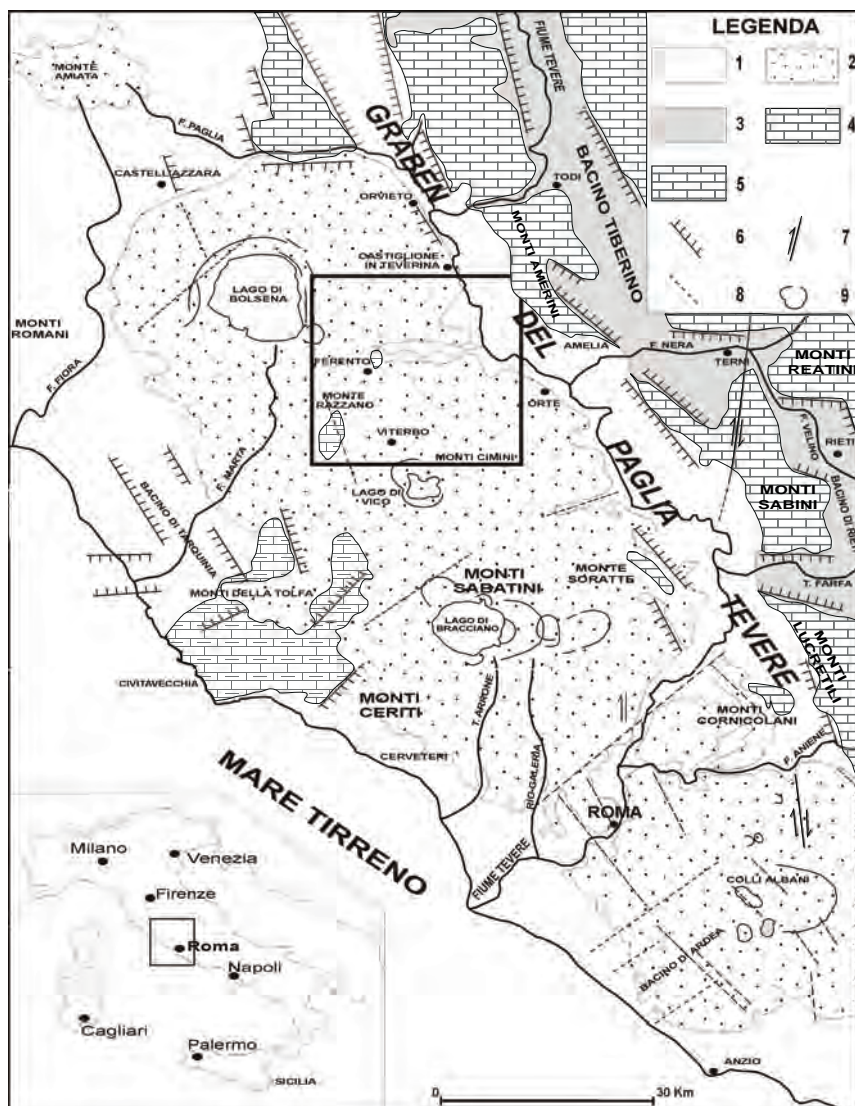 LEGENDA
1
2
3
4
5
6
7
8
9
MONTE
AMIATA
F. PAGLIA
CASTELL'AZZARA
ORVIETO
CASTIGLIONE
IN TEVERINA
FIUME TEVERE
BACINO TIBERINO
TODI
MONTI AMERINI
AMELIA
GRABEN
DEL
PAGLIA
TEVERE
LAGO DI
BOLSENA
MONTI
ROMANI
F. FIORA
FERENTO
MONTE
RAZZANO
VITERBO
MONTI CIMINI
LAGO DI
VICO
ORTE
F. NERA
TERNI
MONTI
REATINI
F. VELINO
RIETI
BACINO DI RIETI
MONTI
SABINI
T. FARFA
MONTI
LUCRETILI
F. MARTA
BACINO DI TARQUINIA
MONTI DELLA TOLFA
MONTI
SABATINI
LAGO DI
BRACCIANO
MONTE
SORATTE
CIVITAVECCHIA
MONTI
CERITI
CERVETERI
T. ARRONE
RIO GALERIA
MONTI
CORNICOLANI
F. ANIENE
MARE TIRRENO
FIUME TEVERE
ROMA
COLLI ALBANI
BACINO DI ARDEA
ANZIO
Milano
Venezia
Firenze
Roma
Napoli
Cagliari
Palermo
SICILIA
0
30 Km